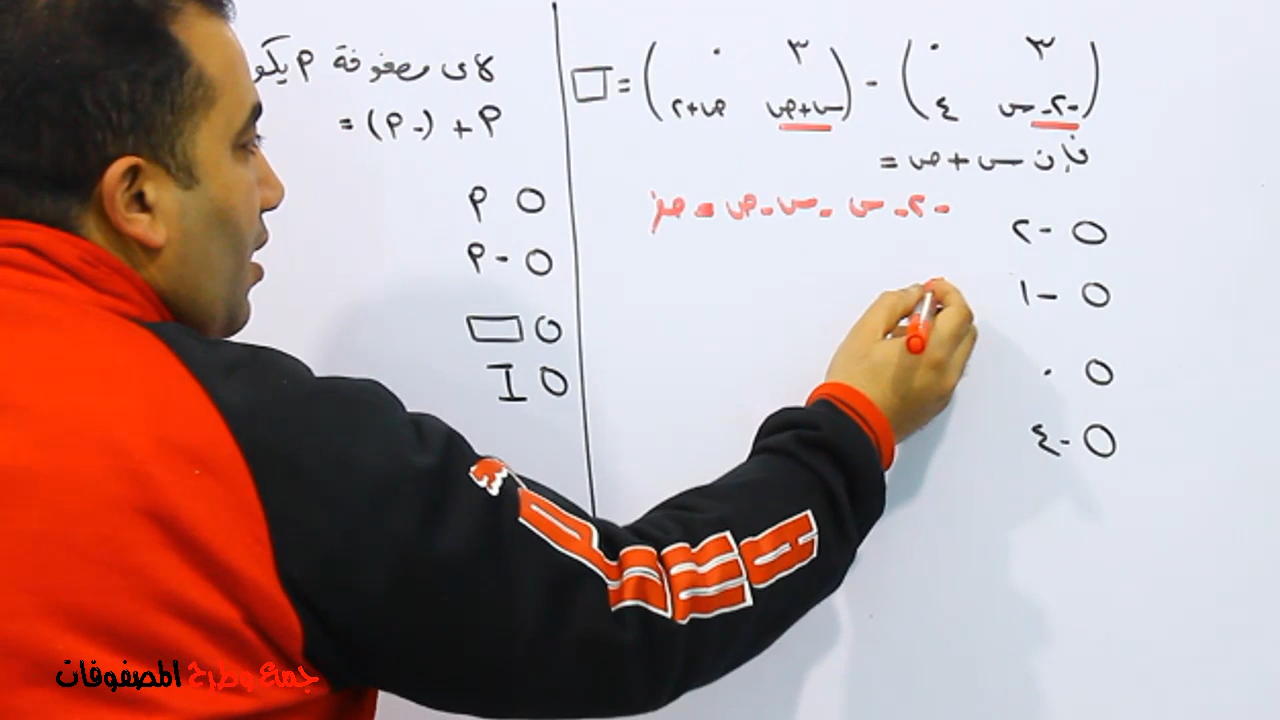 ( ٣ ٠ ) - ( ٣ ٠ ) = □
( -٢-س ٤ ) ( س+ص ص+٢ )
فإن س + ص =
-٢-س - س-ص = صفر
○ -٢
○ -١
○ ٠
○ -٤
لأى مصفوفة م يكو
م + (-م) =
○ م
○ -م
○ □
○ I
جمع وطرح المصفوفات